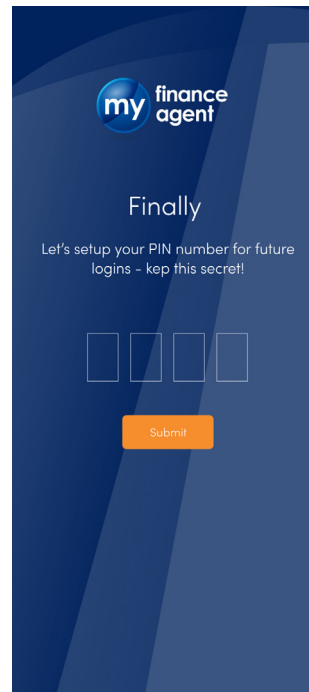 my finance
agent
Finally
Let's setup your PIN number for future
logins - kep this secret!
Submit